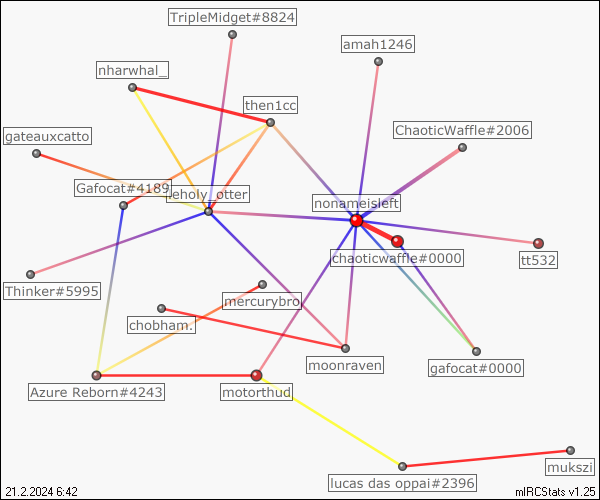 TripleMidget#8824
amah1246
nharwhal_
then1cc
ChaoticWaffle#2006
gateauxcatto
Gafocat#4189
.eholy_otter
nonameisleft
chaoticwaffle#0000
tt532
Thinker#5995
mercurybro
chobham.
moonraven
gafocat#0000
Azure Reborn#4243
motorthud
mukszi
lucas das oppai#2396
21.2.2024 6:42
mIRCStats v1.25